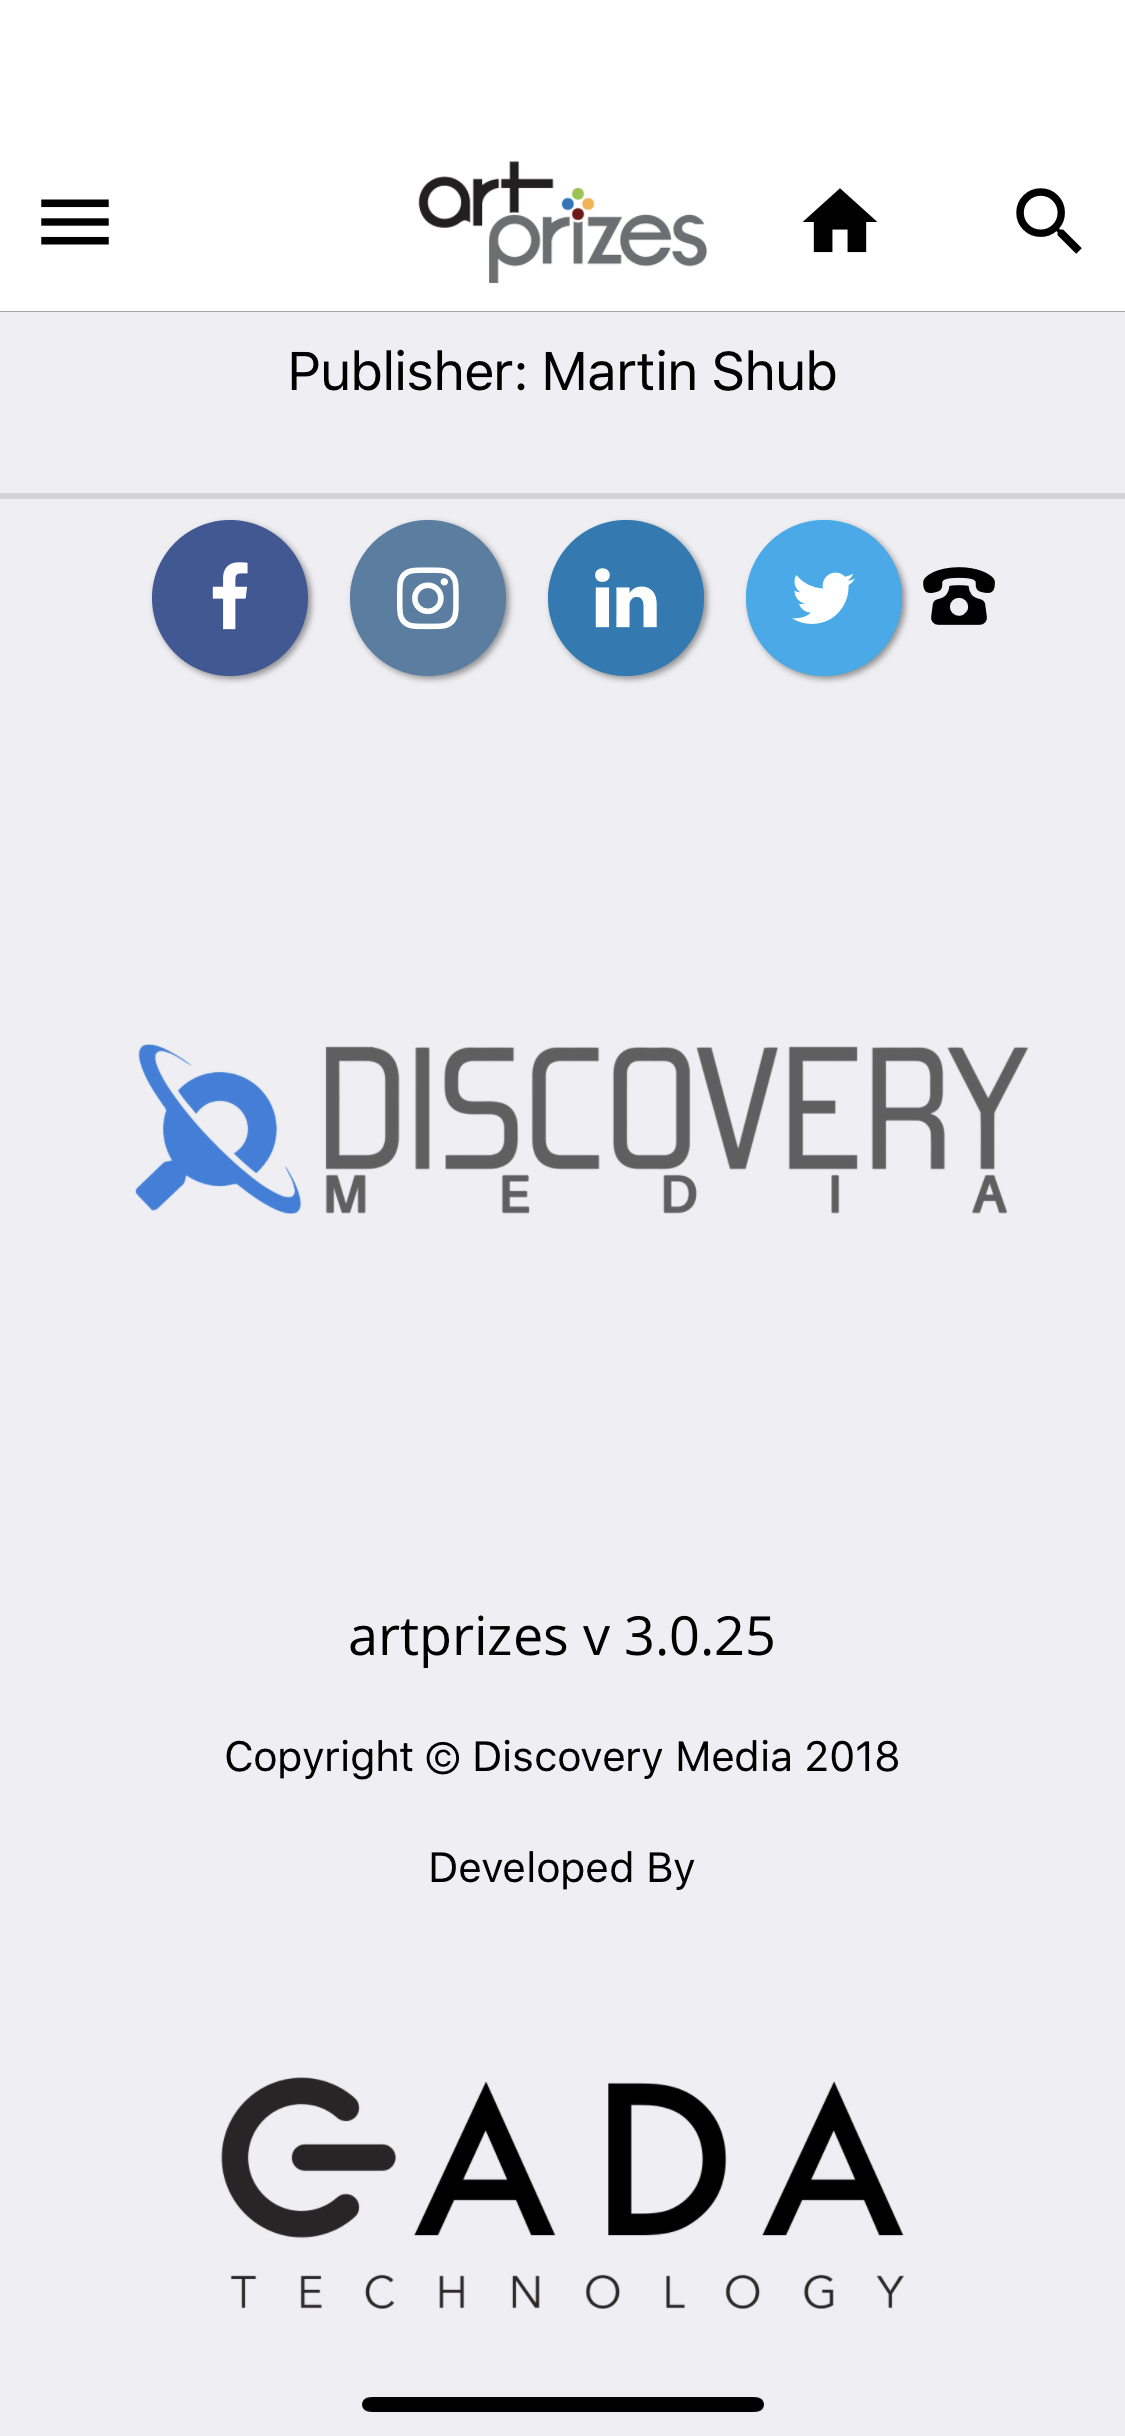 art
prizes
Publisher: Martin Shub
f
in
DISCOVERY
MEDIA
artprizes v 3.0.25
Copyright © Discovery Media 2018
Developed By
GADA
TECHNOLOGY